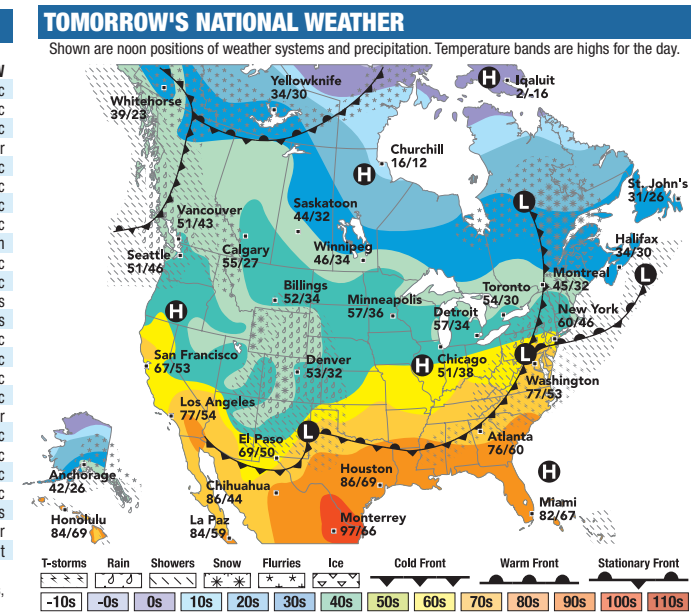 TOMORROW'S NATIONAL WEATHER
Shown are noon positions of weather systems and precipitation. Temperature bands are highs for the day.
Yellowknife
34/30
H
Iqaluit
2/-16
Whitehorse
39/23
Churchill
16/12
H
St. John's
31/26
Saskatoon
44/32
L
Vancouver
51/43
Halifax
34/30
Winnipeg
46/34
Calgary
55/27
Seattle
51/46
L
Montreal
45/32
Billings
52/34
Toronto
54/30
Minneapolis
57/36
Detroit
57/34
New York
60/46
H
San Francisco
67/53
Denver
53/32
H
Chicago
51/38
L
Washington
77/53
Los Angeles
77/54
El Paso
69/50
L
Atlanta
76/60
Anchorage
42/26
Chihuahua
86/44
Houston
86/69
H
Miami
82/67
Honolulu
84/69
La Paz
84/59
Monterrey
97/66
T-storms Rain Showers Snow Flurries Ice Cold Front Warm Front Stationary Front
-10s -0s 0s 10s 20s 30s 40s 50s 60s 70s 80s 90s 100s 110s